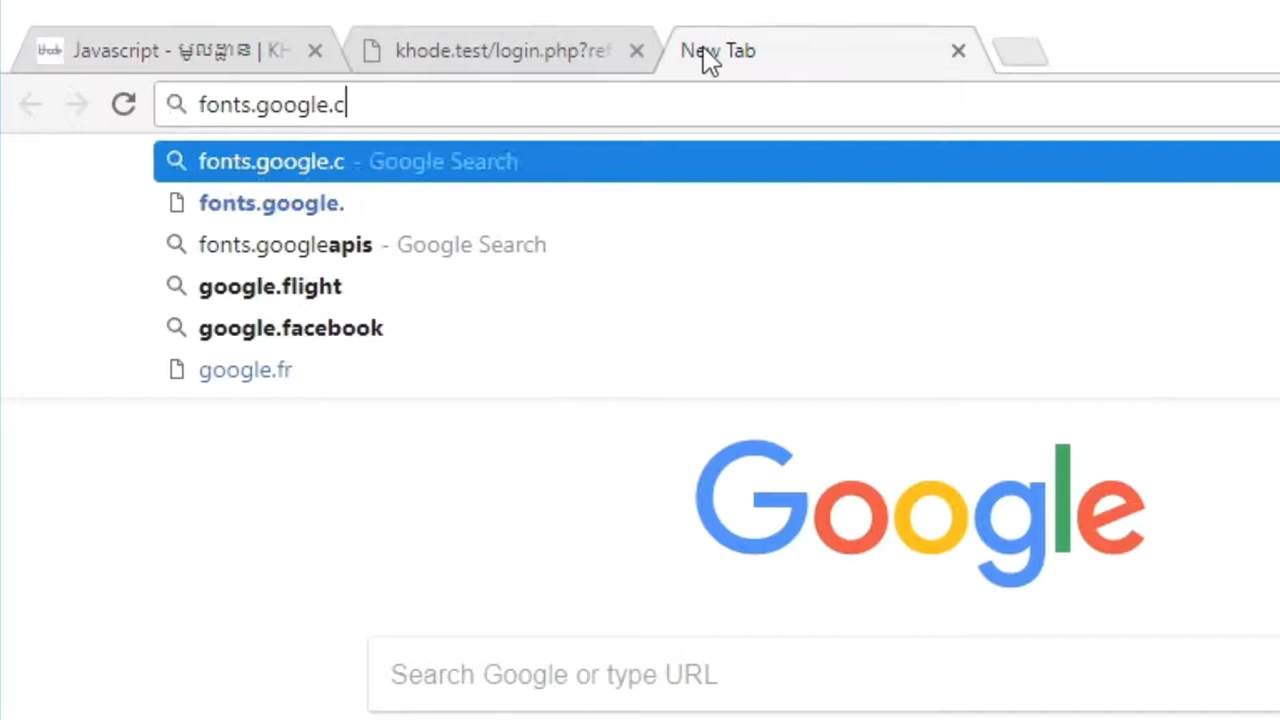 Javascript - មូលដ្ឋាន | KH
khode.test/login.php?ref
New Tab
fonts.google.c
fonts.google.c - Google Search
fonts.google.
fonts.googleapis - Google Search
google.flight
google.facebook
google.fr
Google
Search Google or type URL